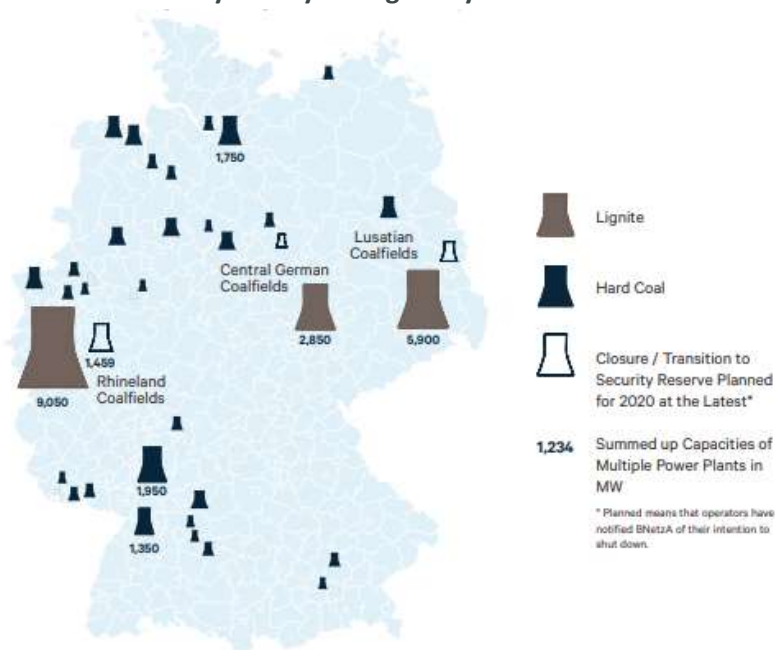 1,750
Lusatian
Coalfields
Central German
Coalfields
2,850
5,900
1,459
Rhineland
Coalfields
9,050
1,950
1,350
Lignite
Hard Coal
Closure / Transition to
Security Reserve Planned
for 2020 at the Latest*
1,234
Summed up Capacities of
Multiple Power Plants in
MW
* Planned means that operators have
notified BNetzA of their intention to
shut down.